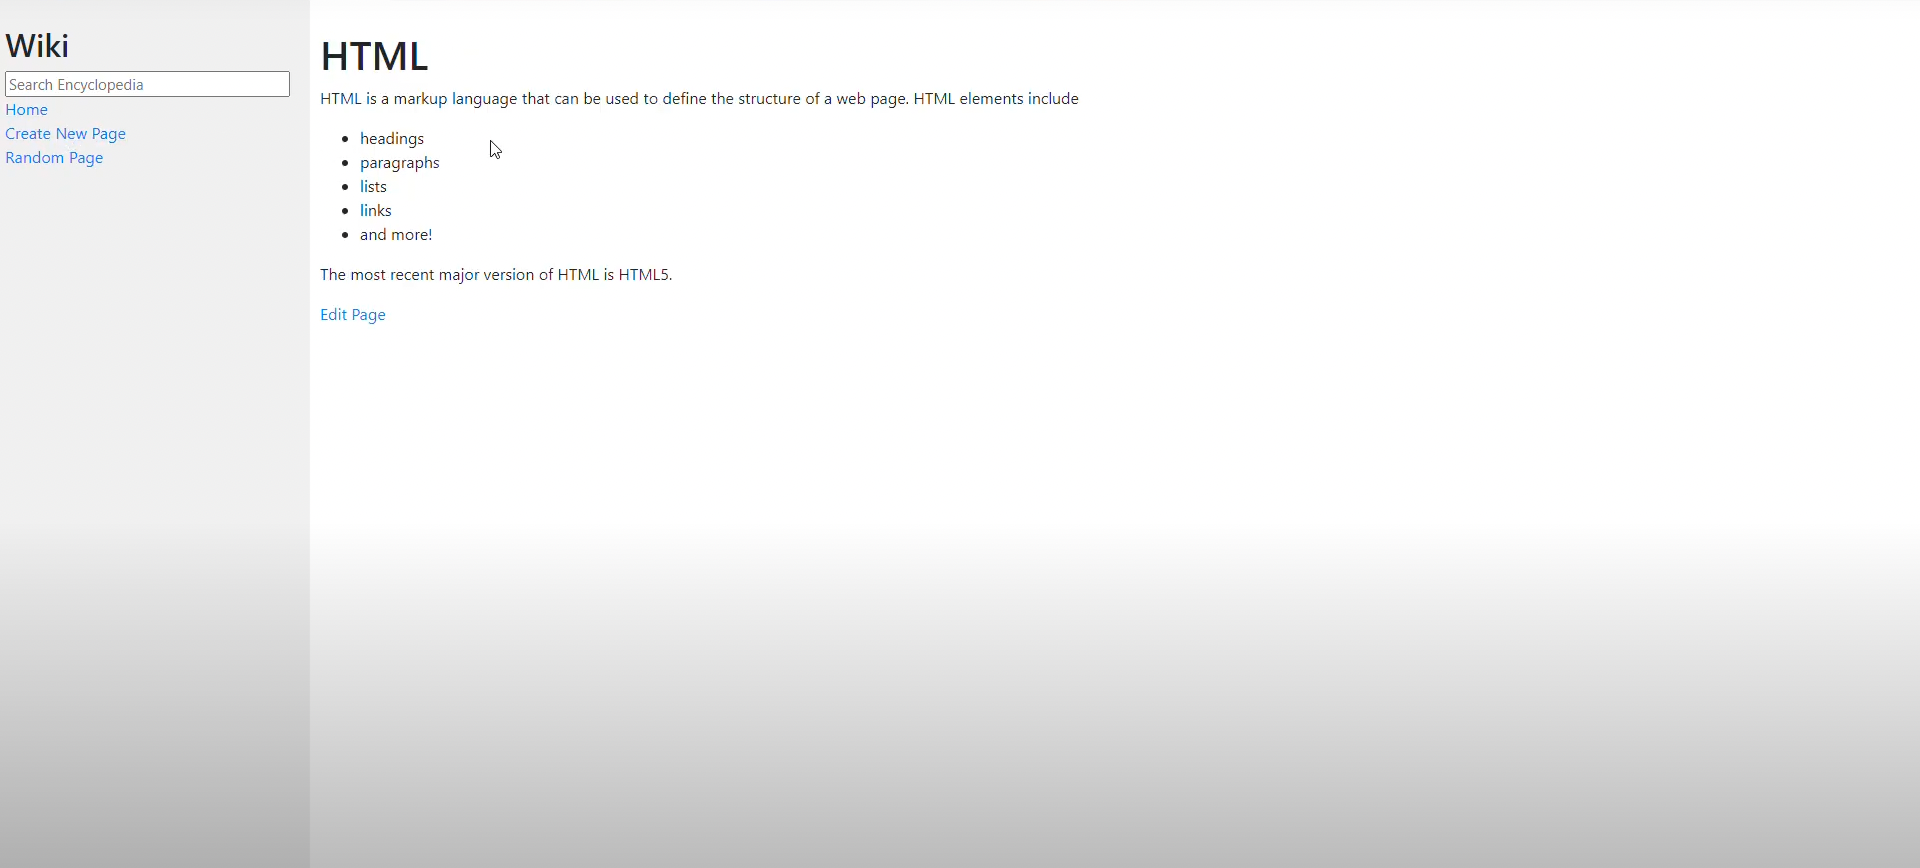 Wiki
Search Encyclopedia
Home
Create New Page
Random Page
HTML
HTML is a markup language that can be used to define the structure of a web page. HTML elements include
headings
paragraphs
lists
links
and more!
The most recent major version of HTML is HTML5.
Edit Page